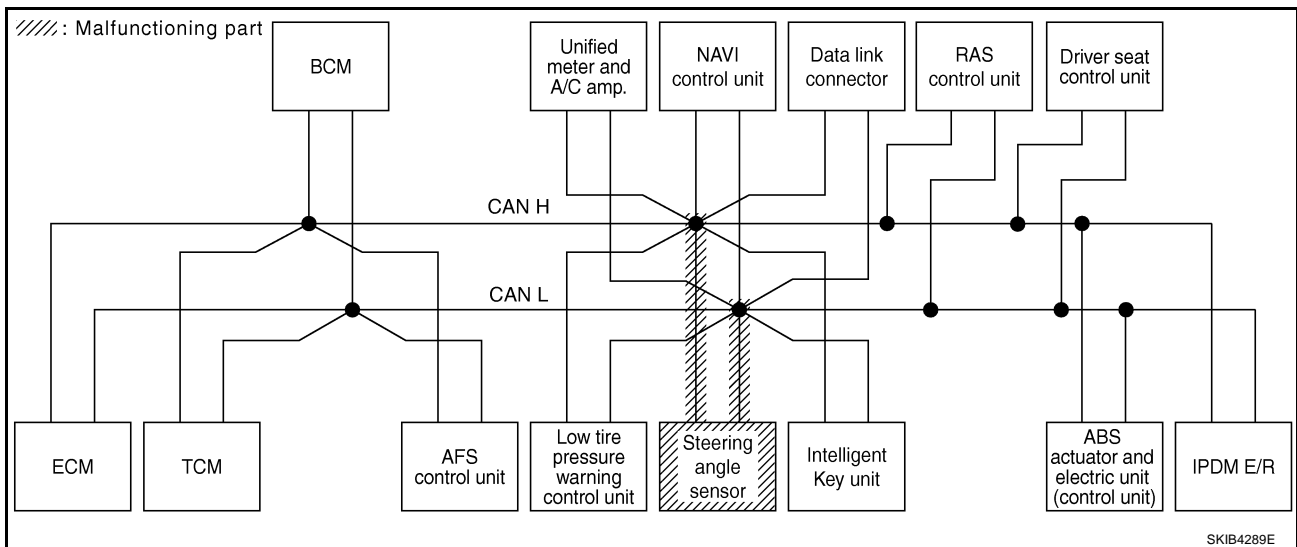 : Malfunctioning part
BCM
Unified
meter and
A/C amp.
NAVI
control unit
Data link
connector
RAS
control unit
Driver seat
control unit
CAN H
CAN L
ECM
TCM
AFS
control unit
Low tire
pressure
warning
control unit
Steering
angle
sensor
Intelligent
Key unit
ABS
actuator and
electric unit
(control unit)
IPDM E/R
SKIB4289E